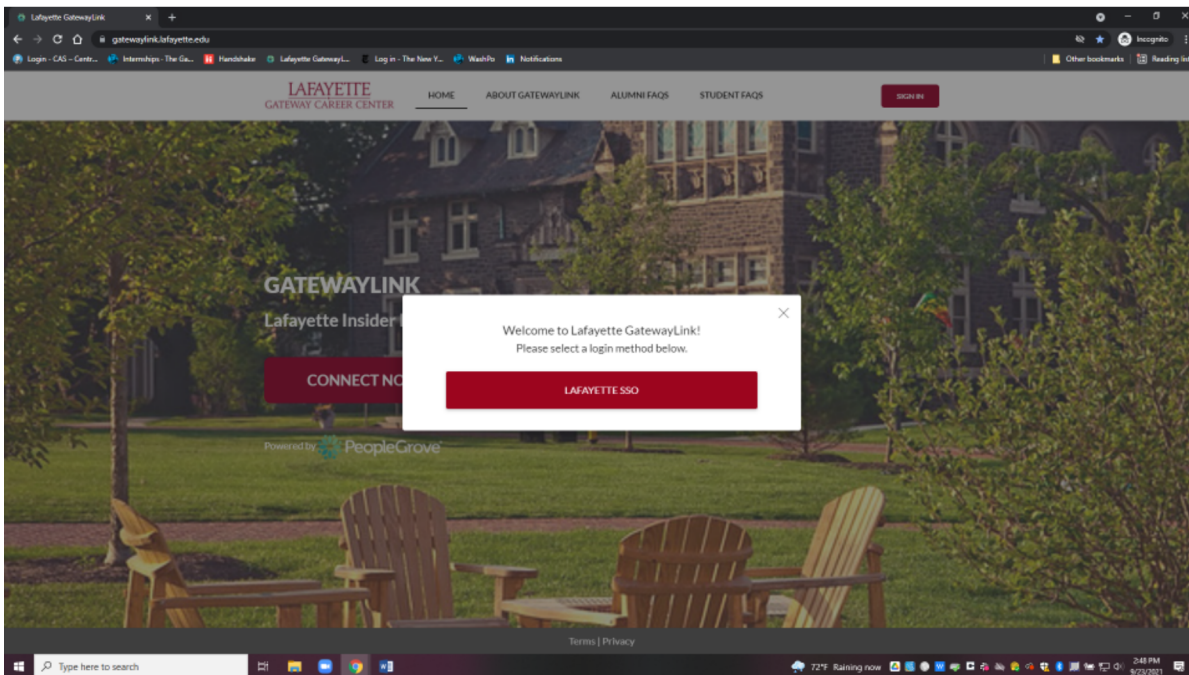 Lafayette GatewayLink
gatewaylink.lafayette.edu
Incognito
Login - CAS – Centr...
Internships - The Ga...
Handshake
Lafayette GatewayL...
Log in - The New Y...
WashPo
Notifications
Other bookmarks
Reading list
LAFAYETTE
GATEWAY CAREER CENTER
HOME
ABOUT GATEWAYLINK
ALUMNI FAQS
STUDENT FAQS
SIGN IN
GATEWAYLINK
Lafayette Insider
CONNECT NO
Welcome to Lafayette GatewayLink!
Please select a login method below.
LAFAYETTE SSO
Powered by PeopleGrove
Terms | Privacy
Type here to search
72°F Raining now
2:48 PM
9/23/2021